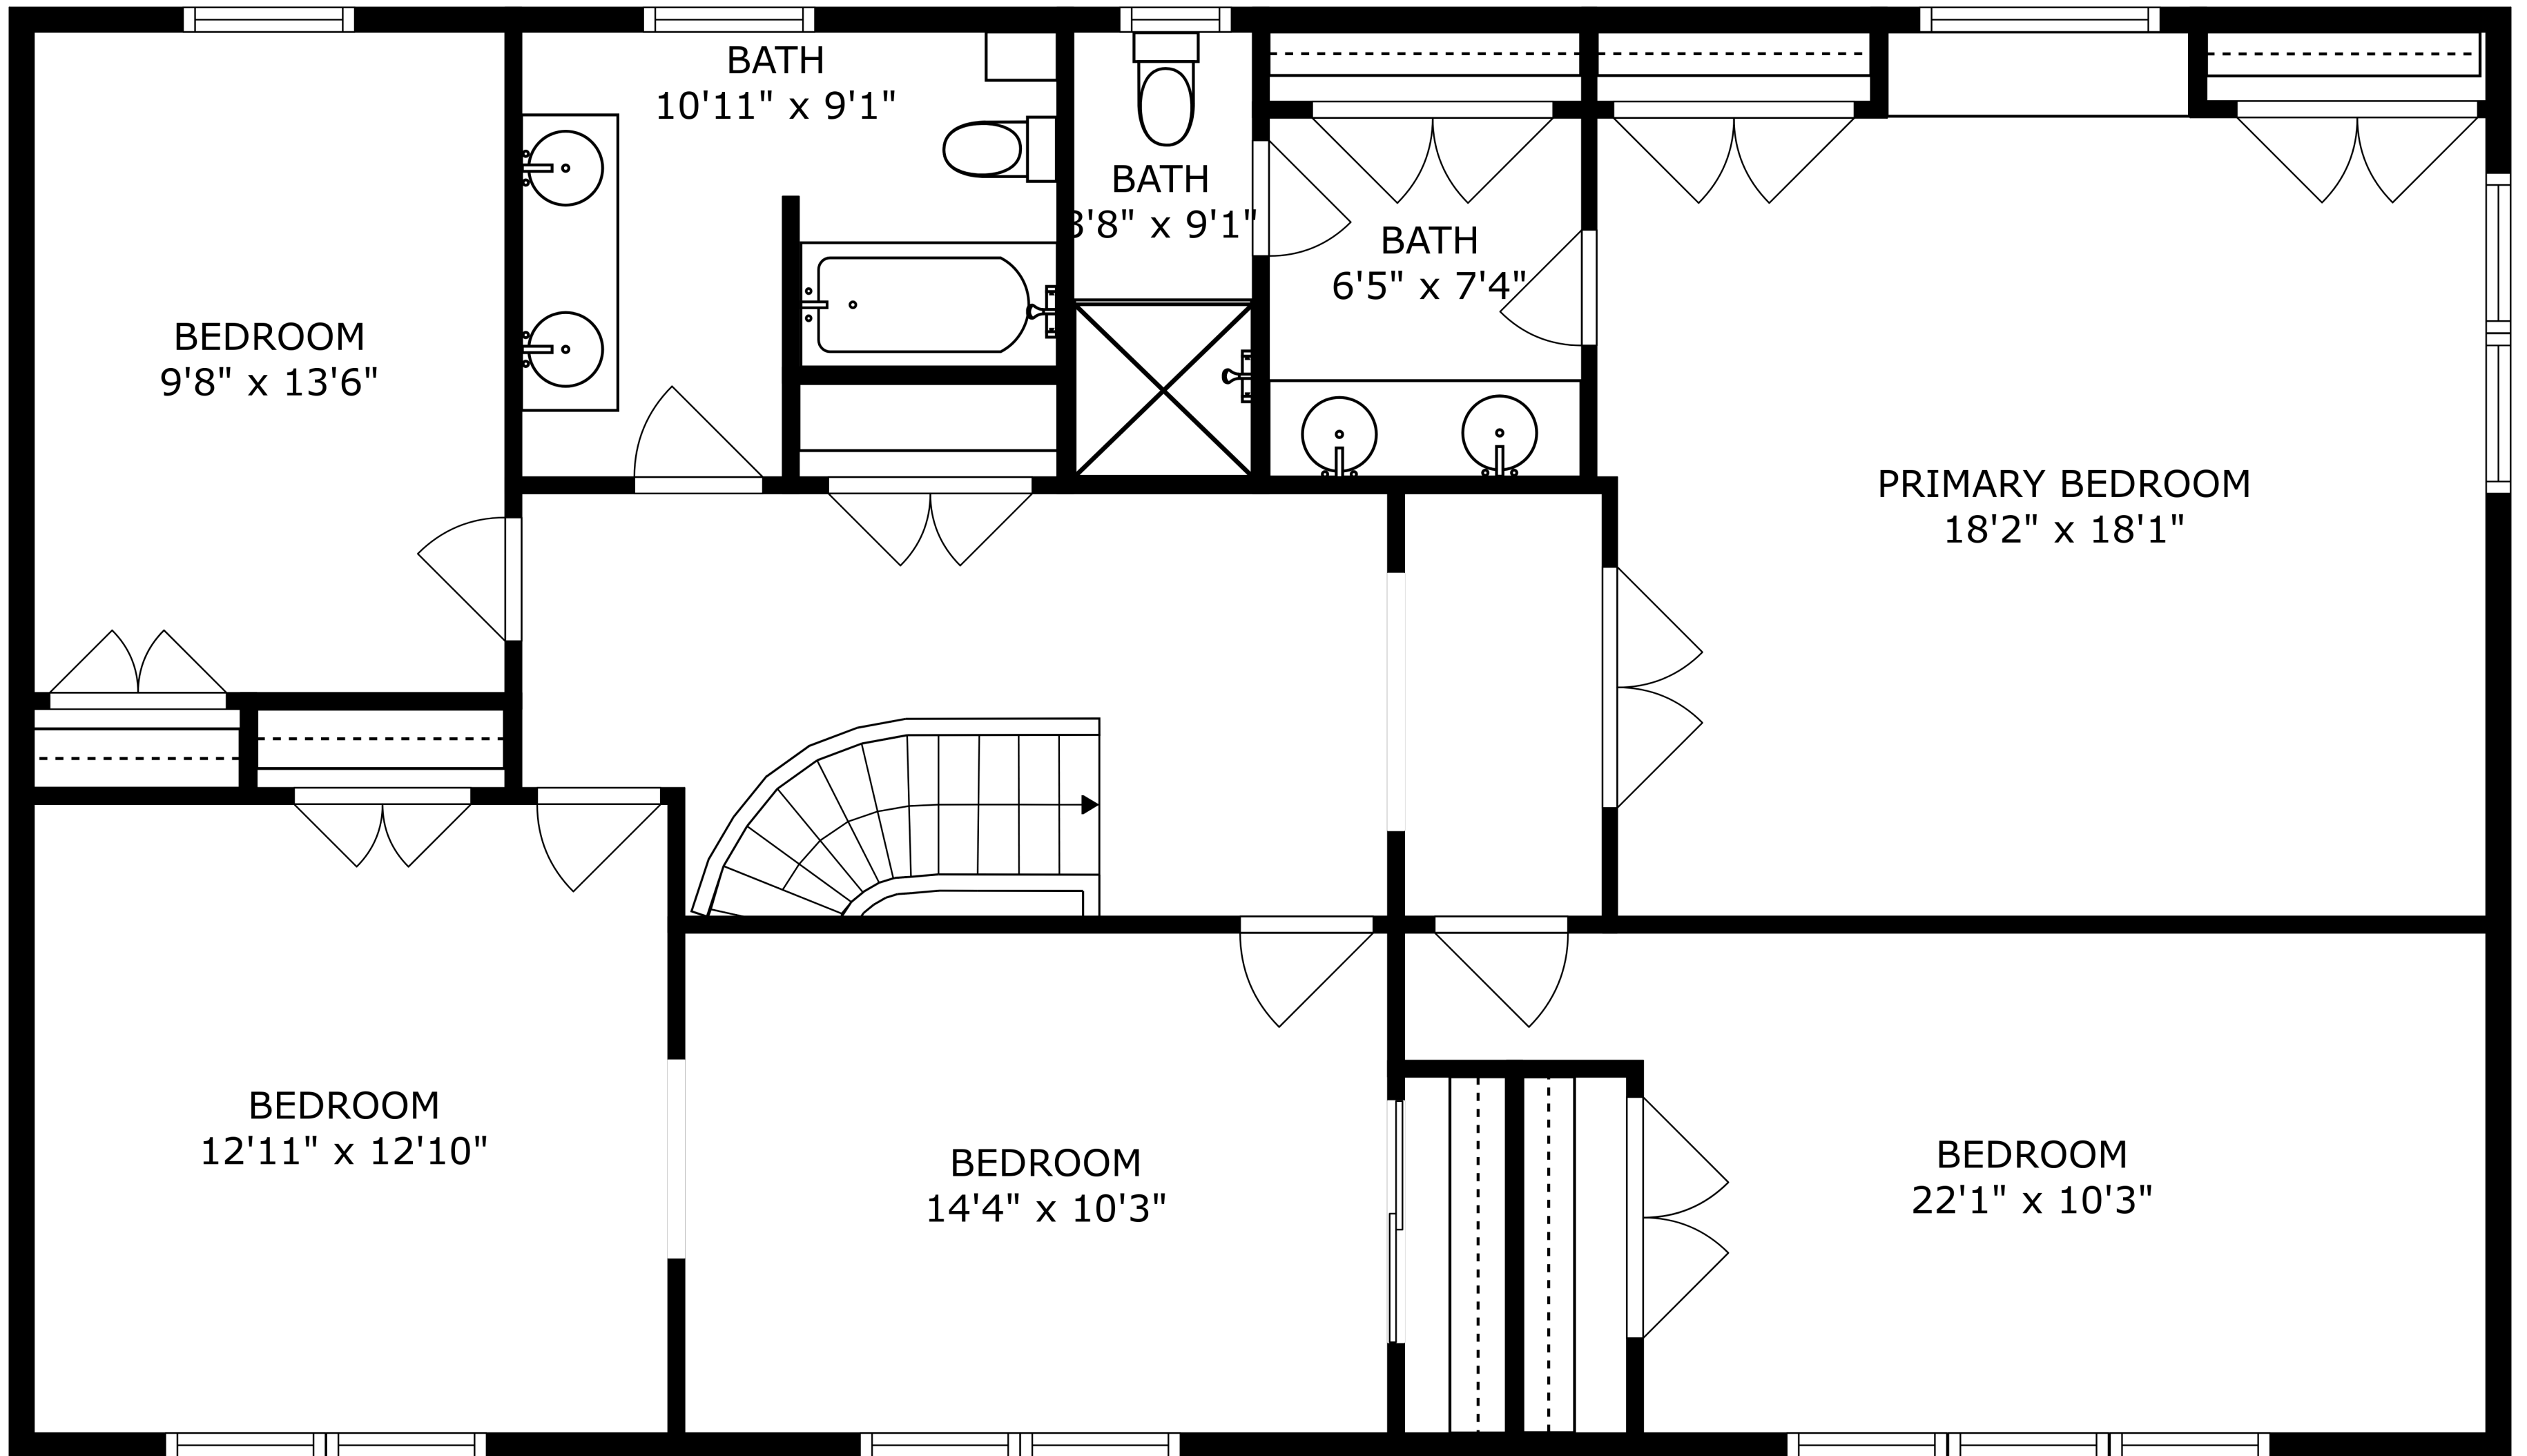 BATH
10'11" x 9'1"
BATH
3'8" x 9'1"
BATH
6'5" x 7'4"
BEDROOM
9'8" x 13'6"
PRIMARY BEDROOM
18'2" x 18'1"
BEDROOM
12'11" x 12'10"
BEDROOM
14'4" x 10'3"
BEDROOM
22'1" x 10'3"